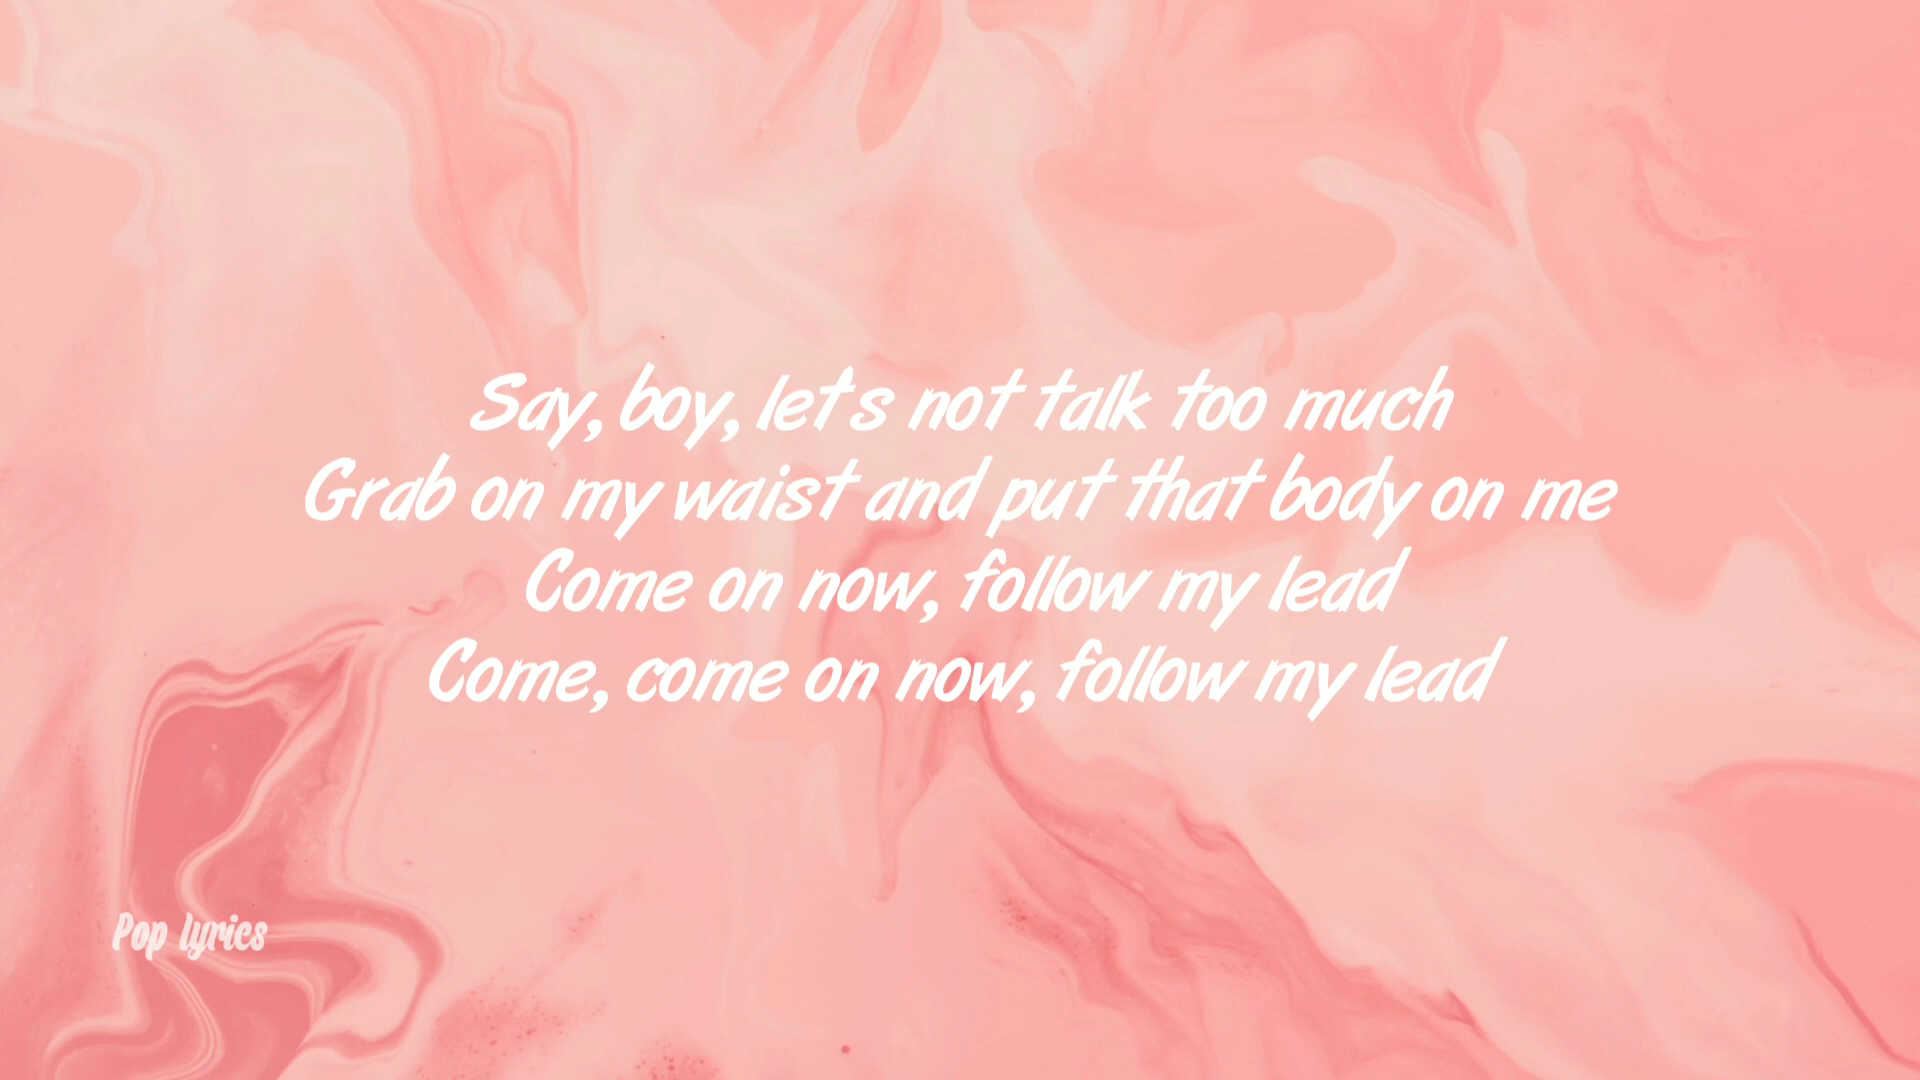 Say, boy, let's not talk too much
Grab on my waist and put that body on me
Come on now, follow my lead
Come, come on now, follow my lead
Pop lyrics